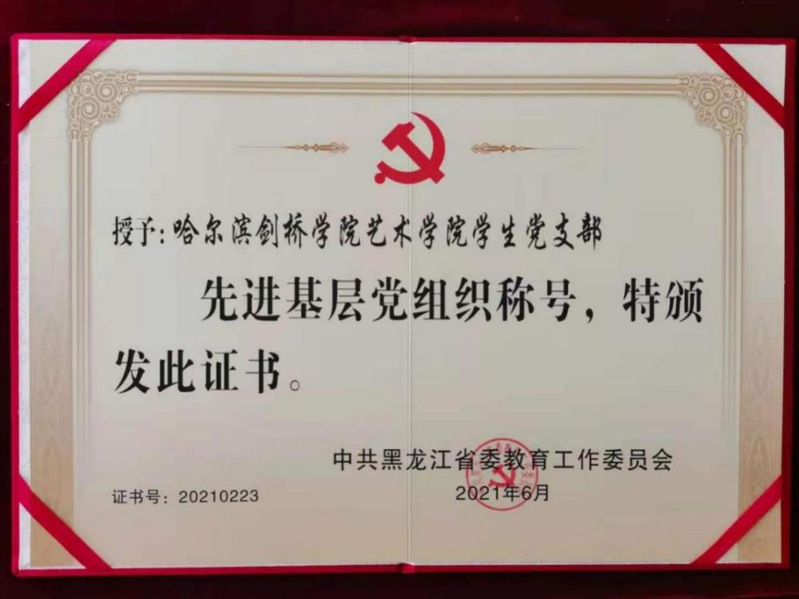 授予：哈尔滨剑桥学院艺术学院学生党支部
先进基层党组织称号，特颁
发此证书。
中共黑龙江省委教育工作委员会
证书号：20210223
2021年6月